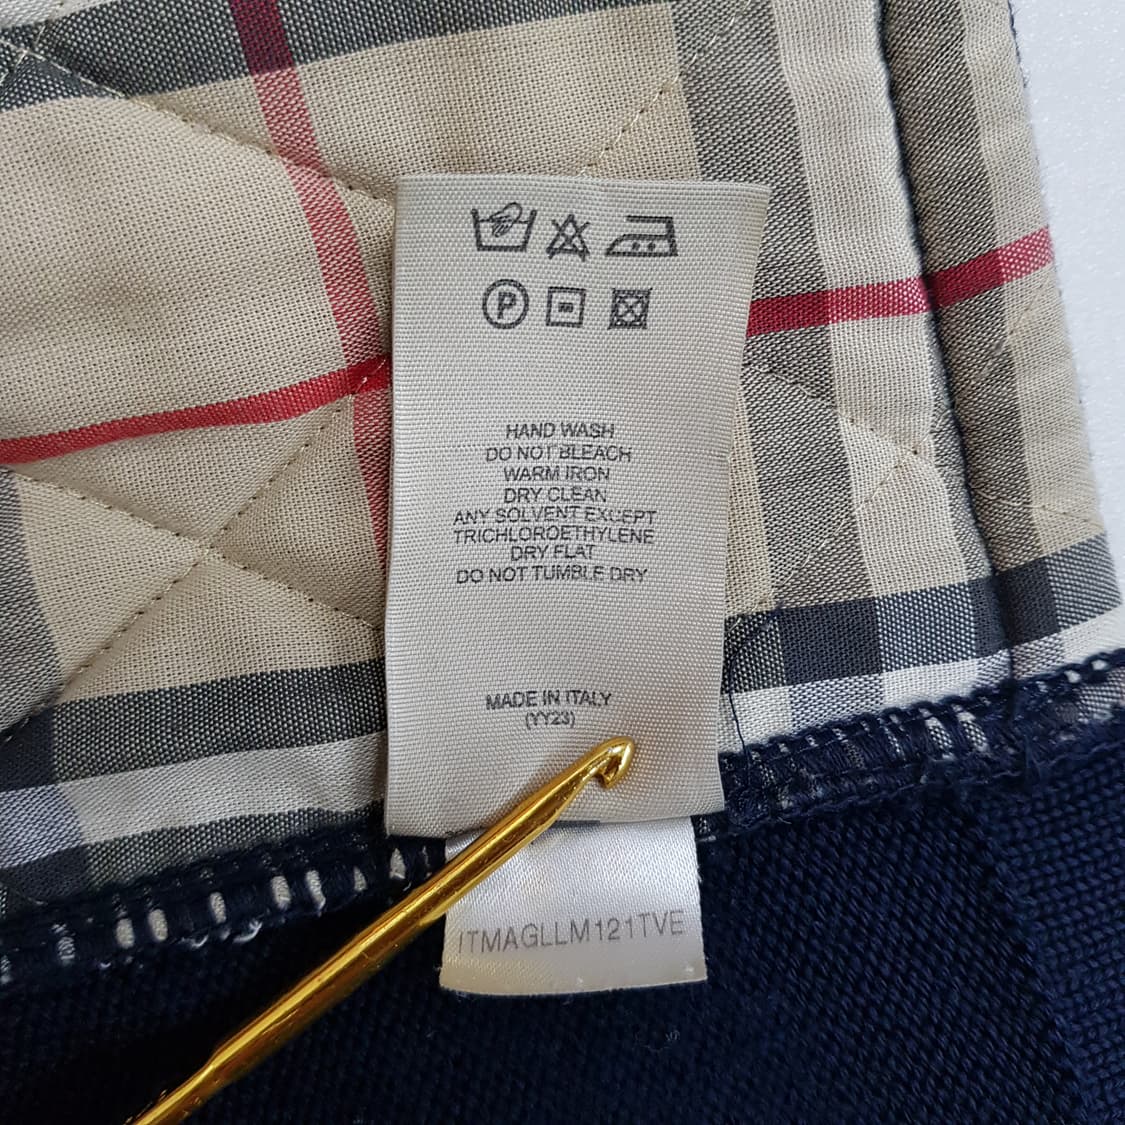 P
HAND WASH
DO NOT BLEACH
WARM IRON
DRY CLEAN
ANY SOLVENT EXCEPT
TRICHLOROETHYLENE
DRY FLAT
DO NOT TUMBLE DRY
MADE IN ITALY
(YY23)
ITMAGLLM121TVE